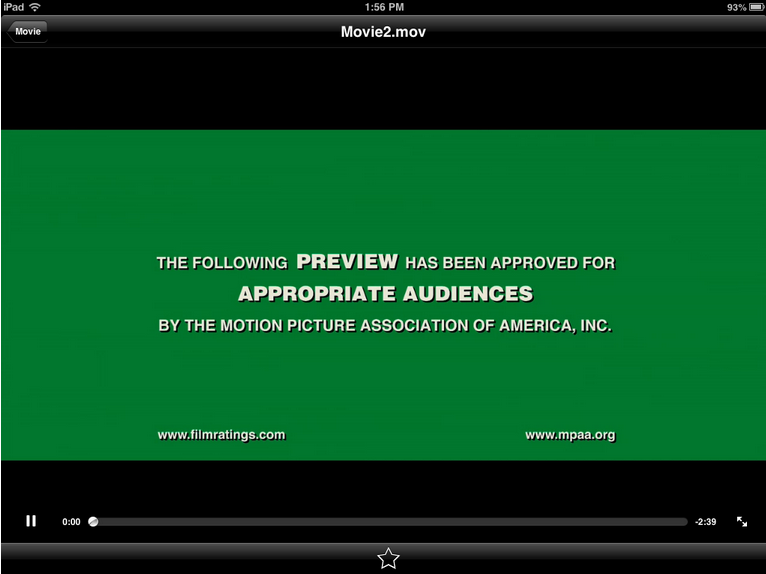 iPad 1:56 PM 93%
Movie Movie2.mov
THE FOLLOWING PREVIEW HAS BEEN APPROVED FOR
APPROPRIATE AUDIENCES
BY THE MOTION PICTURE ASSOCIATION OF AMERICA, INC.
www.filmratings.com www.mpaa.org
0:00 -2:39